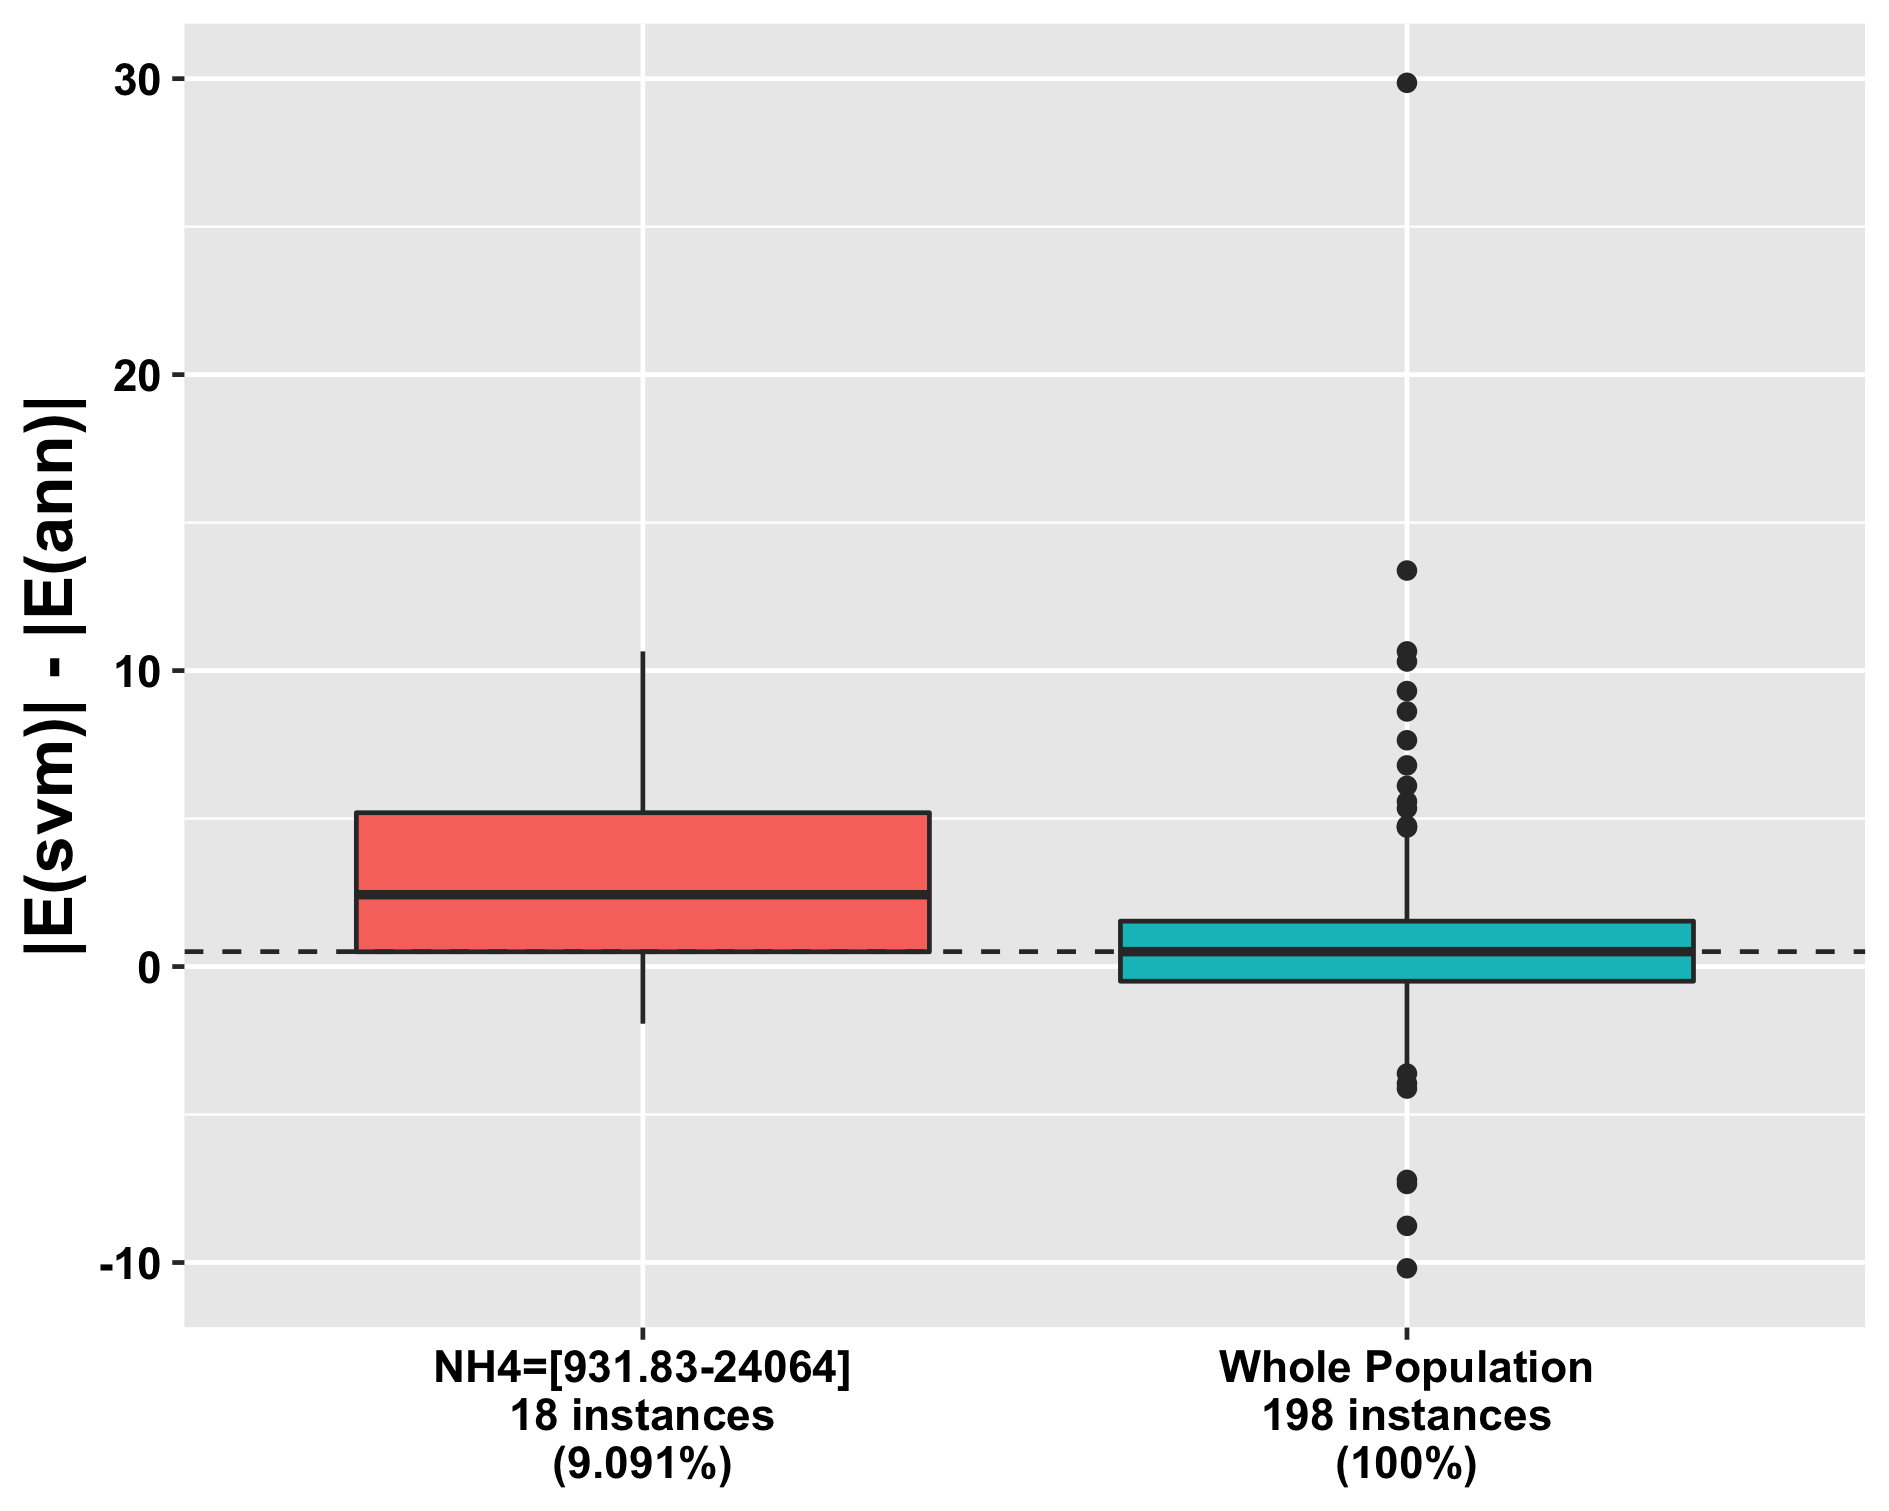 |E(svm)| - |E(ann)|
30
20
10
0
-10
NH4=[931.83-24064]
18 instances
(9.091%)
Whole Population
198 instances
(100%)